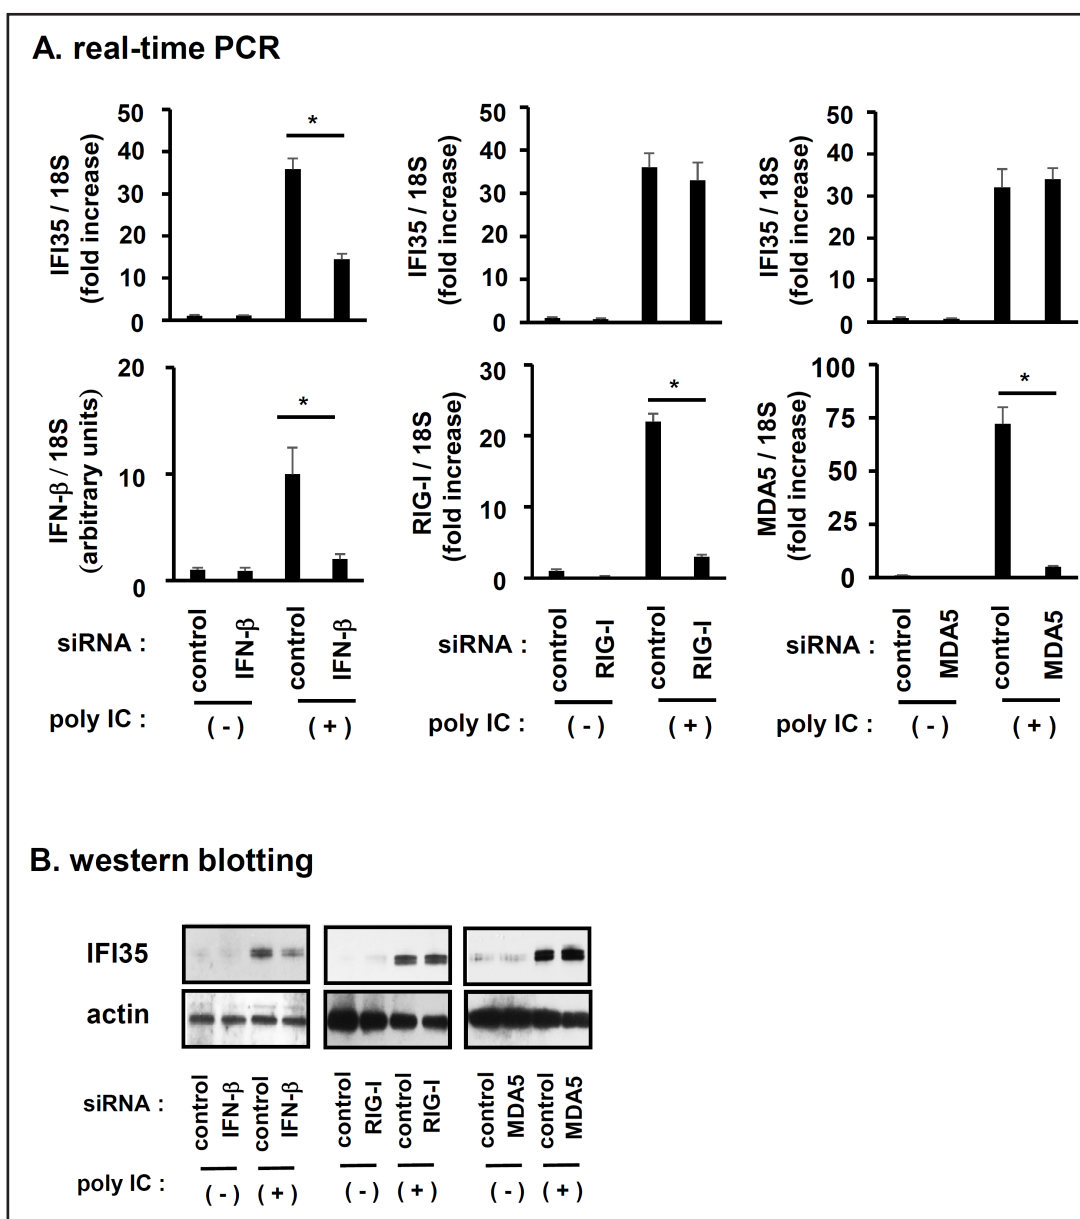 A. real-time PCR
IFI35 / 18S
(fold increase)
50
40
30
20
10
0
*
IFI35 / 18S
(fold increase)
50
40
30
20
10
0
IFI35 / 18S
(fold increase)
50
40
30
20
10
0
IFN-β / 18S
(arbitrary units)
20
10
0
*
RIG-I / 18S
(fold increase)
30
20
10
0
*
MDA5 / 18S
(fold increase)
100
75
50
25
0
*
siRNA :
control
IFN-β
control
IFN-β
poly IC :
( - )
( + )
siRNA :
control
RIG-I
control
RIG-I
poly IC :
( - )
( + )
siRNA :
control
MDA5
control
MDA5
poly IC :
( - )
( + )
B. western blotting
IFI35
actin
siRNA :
control
IFN-β
control
IFN-β
control
RIG-I
control
RIG-I
control
MDA5
control
MDA5
poly IC :
( - )
( + )
( - )
( + )
( - )
( + )